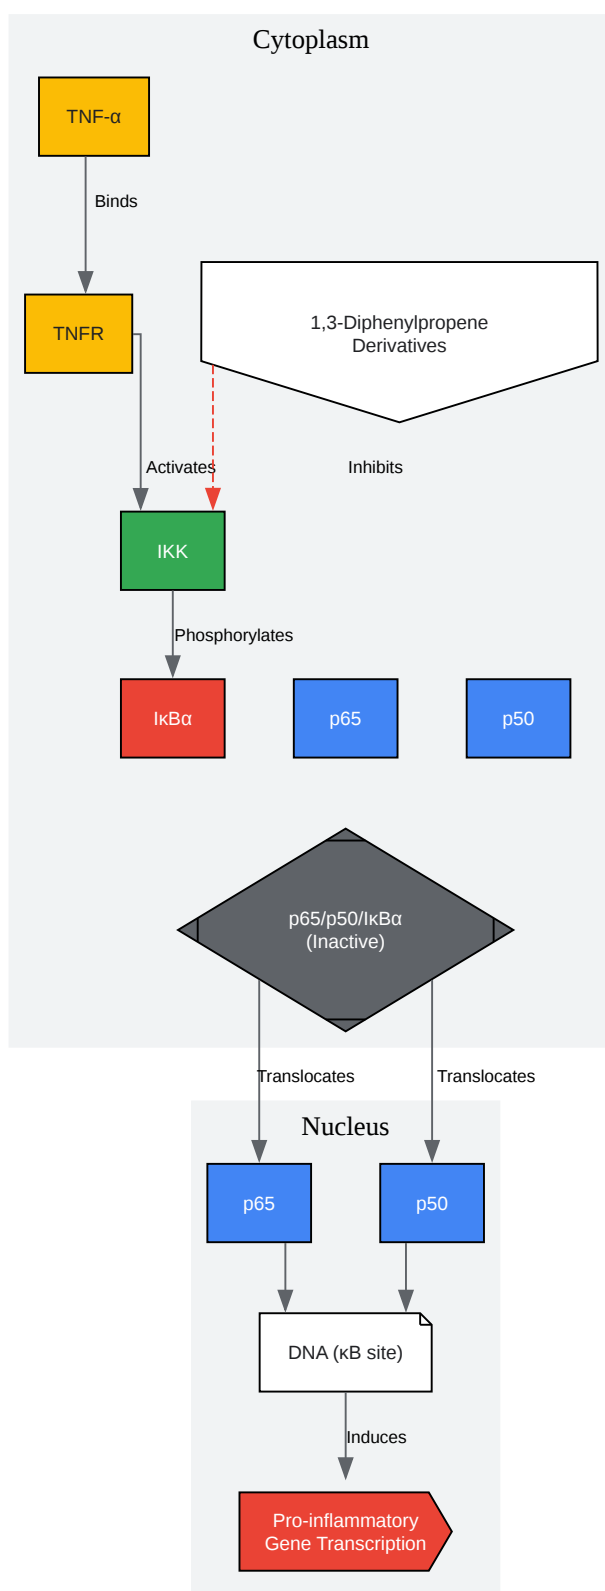 Cytoplasm
TNF-α
Binds
TNFR
1,3-Diphenylpropene
Derivatives
Activates
Inhibits
IKK
Phosphorylates
IκBα
p65
p50
p65/p50/IκBα
(Inactive)
Translocates
Translocates
Nucleus
p65
p50
DNA (κB site)
Induces
Pro-inflammatory
Gene Transcription